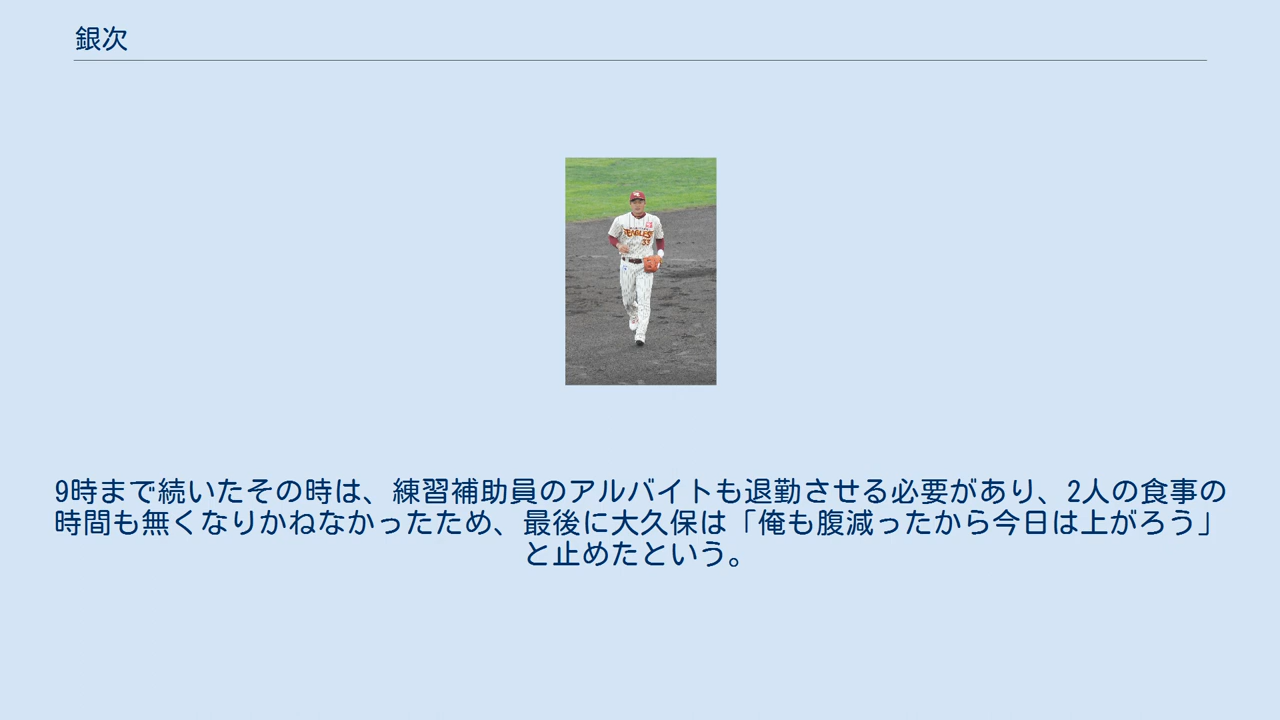 銀次
EAGLES
33
9時まで続いたその時は、練習補助員のアルバイトも退勤させる必要があり、2人の食事の
時間も無くなりかねなかったため、最後に大久保は「俺も腹減ったから今日は上がろう」
と止めたという。